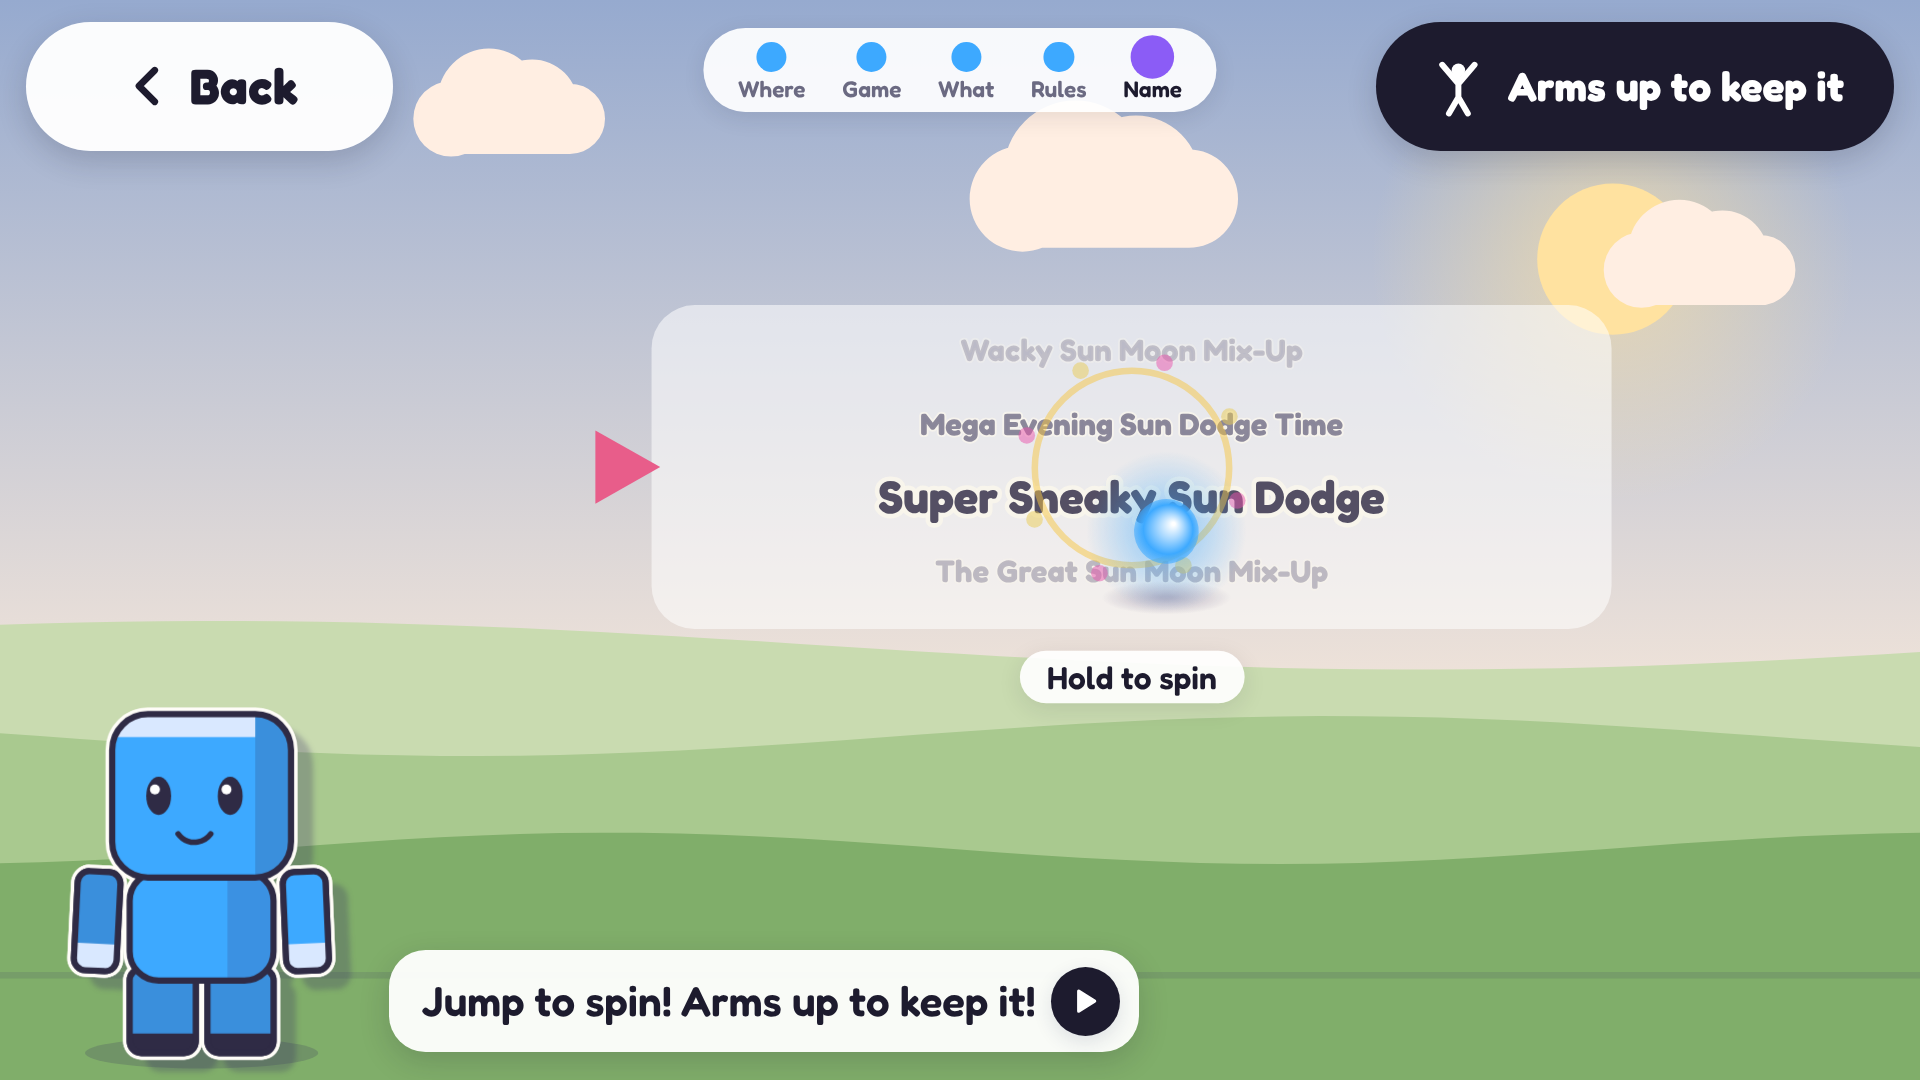 Back
Where
Game
What
Rules
Name
Arms up to keep it
Wacky Sun Moon Mix-Up
Mega Evening Sun Dodge Time
Super Sneaky Sun Dodge
The Great Sun Moon Mix-Up
Hold to spin
Jump to spin! Arms up to keep it!